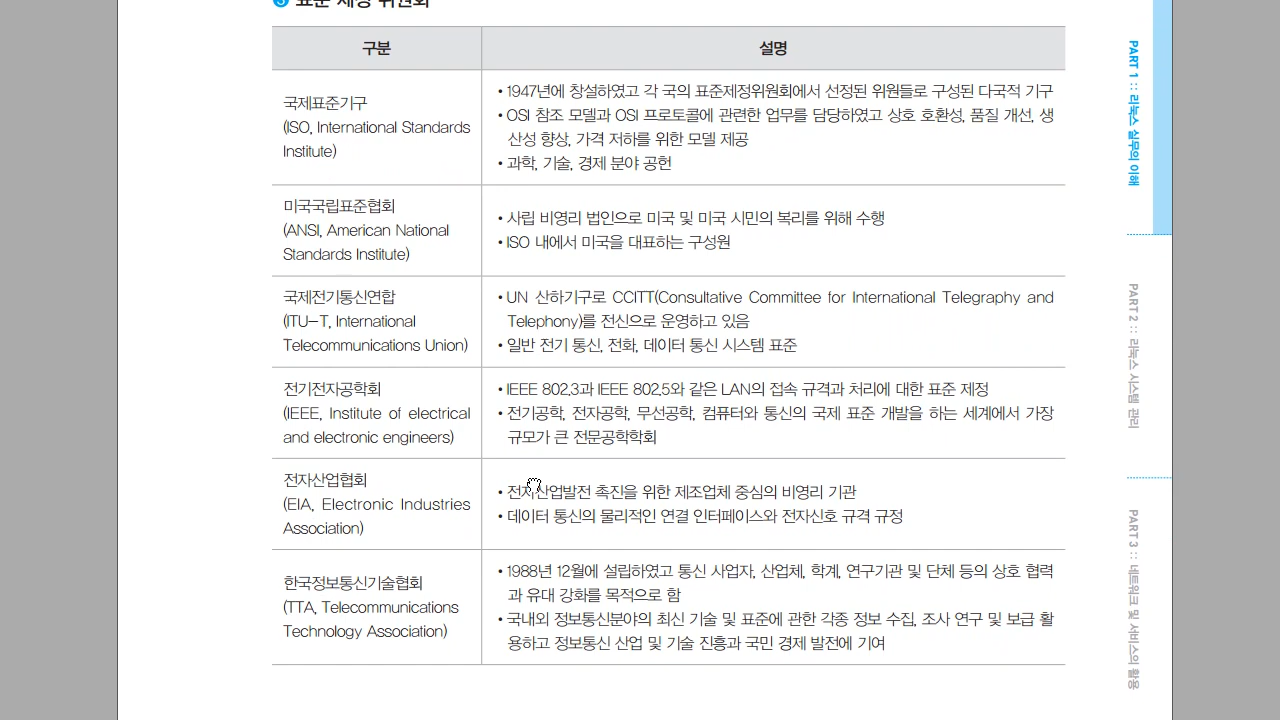 ③ 표준 제정 위원회
구분
설명
국제표준기구
(ISO, International Standards
Institute)
• 1947년에 창설하였고 각 국의 표준제정위원회에서 선정된 위원들로 구성된 다국적 기구
• OSI 참조 모델과 OSI 프로토콜에 관련한 업무를 담당하였고 상호 호환성, 품질 개선, 생
산성 향상, 가격 저하를 위한 모델 제공
• 과학, 기술, 경제 분야 공헌
미국국립표준협회
(ANSI, American National
Standards Institute)
• 사립 비영리 법인으로 미국 및 미국 시민의 복리를 위해 수행
• ISO 내에서 미국을 대표하는 구성원
국제전기통신연합
(ITU-T, International
Telecommunications Union)
• UN 산하기구로 CCITT(Consurative Committee for International Telegraphy and
Telephony)를 전신으로 운영하고 있음
• 일반 전기 통신, 전화, 데이터 통신 시스템 표준
전기전자공학회
(IEEE, Institute of electrical
and electronic engineers)
• IEEE 802.3과 IEEE 802.5와 같은 LAN의 접속 규격과 처리에 대한 표준 제정
• 전기공학, 전자공학, 무선공학 컴퓨터와 통신의 국제 표준 개발을 하는 세계에서 가장
규모가 큰 전문공학학회
전자산업협회
(EIA, Electronic Industries
Association)
• 전자산업발전 촉진을 위한 제조업체 중심의 비영리 기관
• 데이터 통신의 물리적인 연결 인터페이스와 전자신호 규격 규정
한국정보통신기술협회
(TTA, Telecommunications
Technology Association)
• 1988년 12월에 설립하였고 통신 사업자, 산업체, 학계, 연구기관 및 단체 등의 상호 협력
과 유대 강화를 목적으로 함
• 국내외 정보통신분야의 최신 기술 및 표준에 관한 각종 정보 수집, 조사 연구 및 보급 활
용하고 정보통신 산업 및 기술 진흥과 국민 경제 발전에 기여
PART 1 :: 리눅스 실무의 이해
PART 2 :: 리눅스 시스템 관리
PART 3 :: 네트워크 및 서비스의 활용